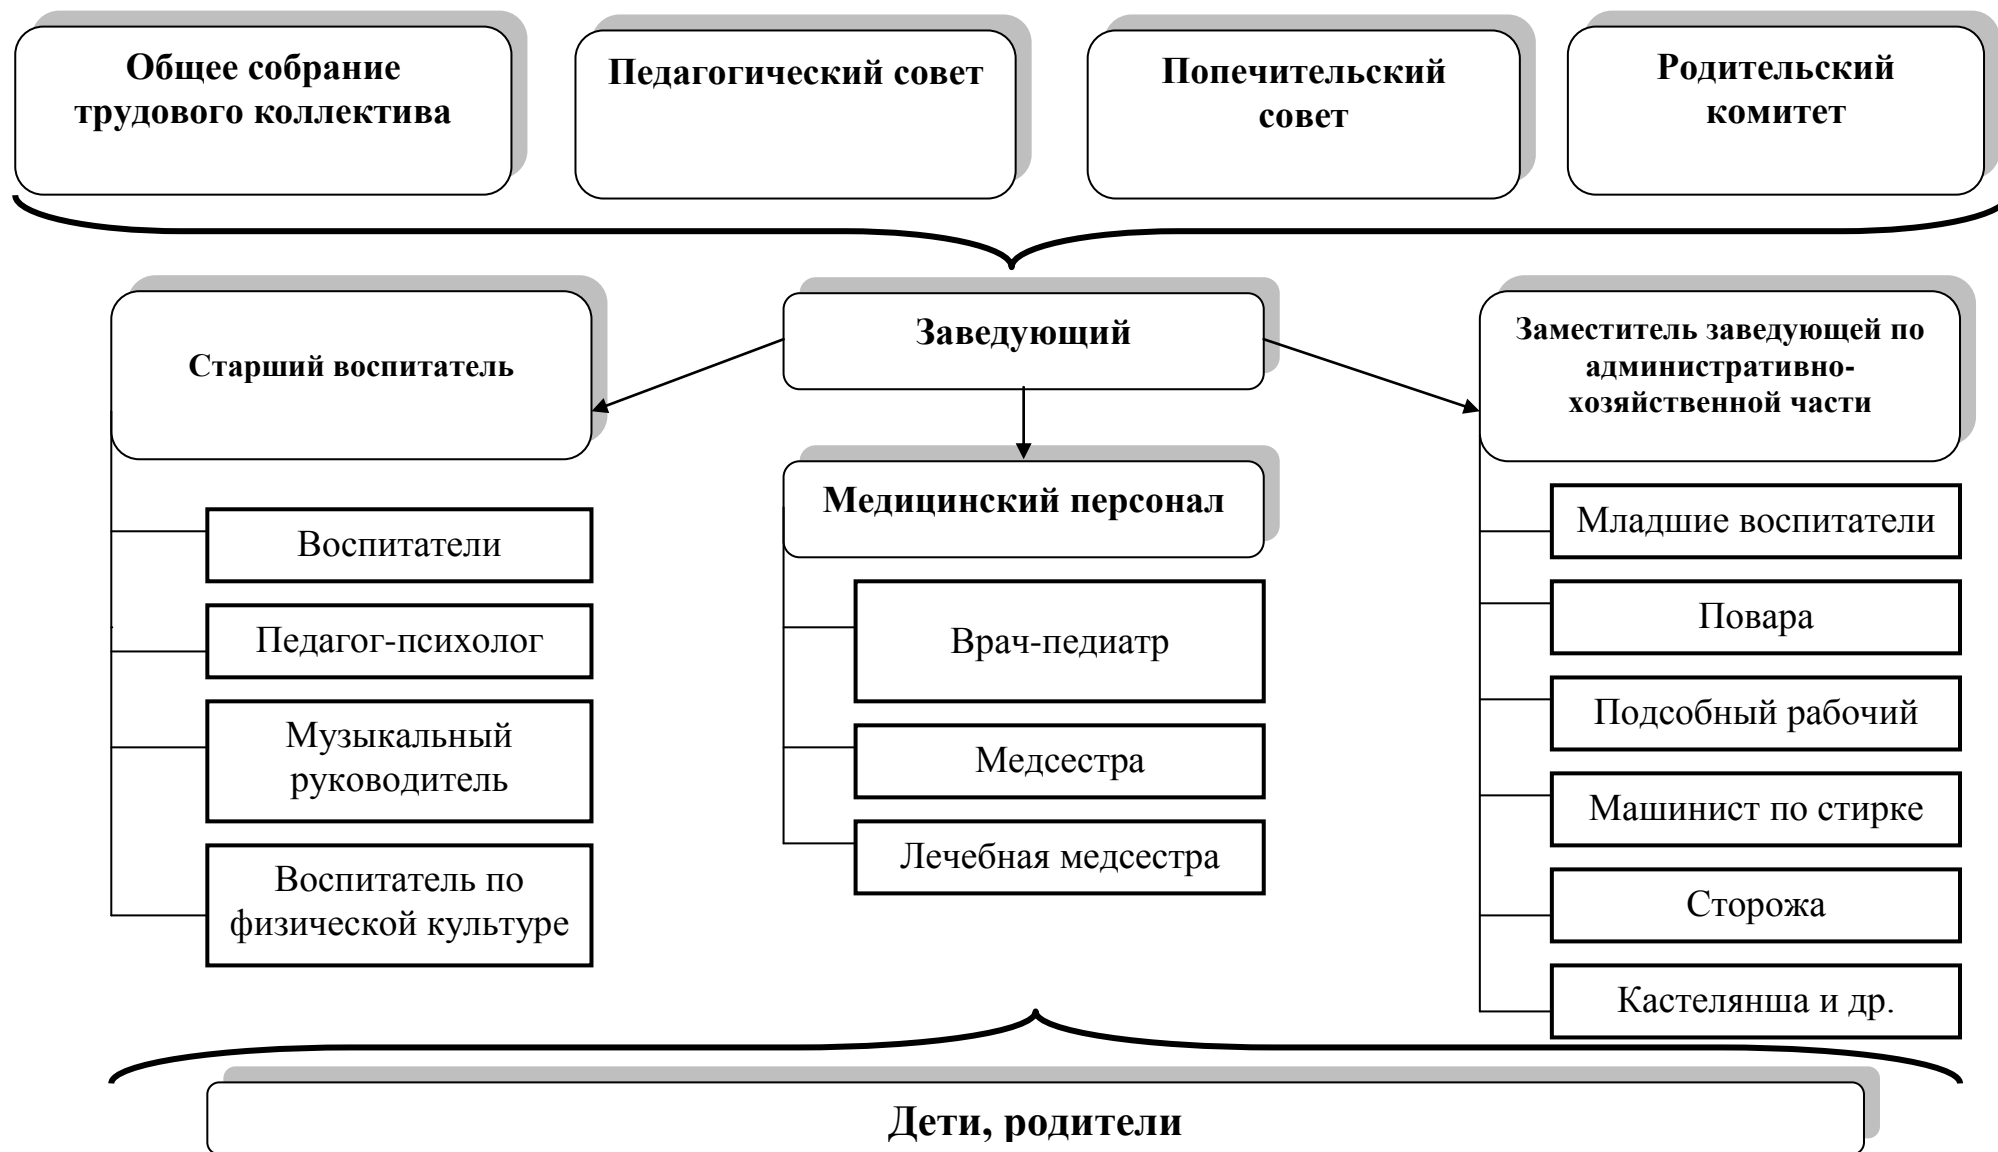 Общее собрание
трудового коллектива
Педагогический совет
Попечительский
совет
Родительский
комитет
Старший воспитатель
Заведующий
Заместитель заведующей по
административно-
хозяйственной части
Воспитатели
Педагог-психолог
Музыкальный
руководитель
Воспитатель по
физической культуре
Медицинский персонал
Врач-педиатр
Медсестра
Лечебная медсестра
Младшие воспитатели
Повара
Подсобный рабочий
Машинист по стирке
Сторожа
Кастелянша и др.
Дети, родители